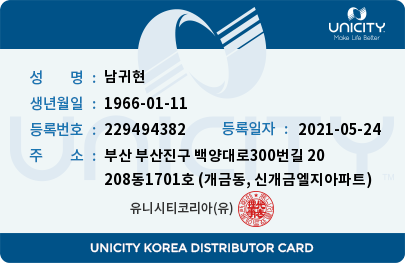 UNICITY
Make Life Better
성 명 : 남귀현
생년월일 : 1966-01-11
등록번호 : 229494382 등록일자 : 2021-05-24
주 소 : 부산 부산진구 백양대로300번길 20
208동1701호 (개금동, 신개금엘지아파트)
유니시티코리아(유)
UNICITY
UNICITY KOREA DISTRIBUTOR CARD